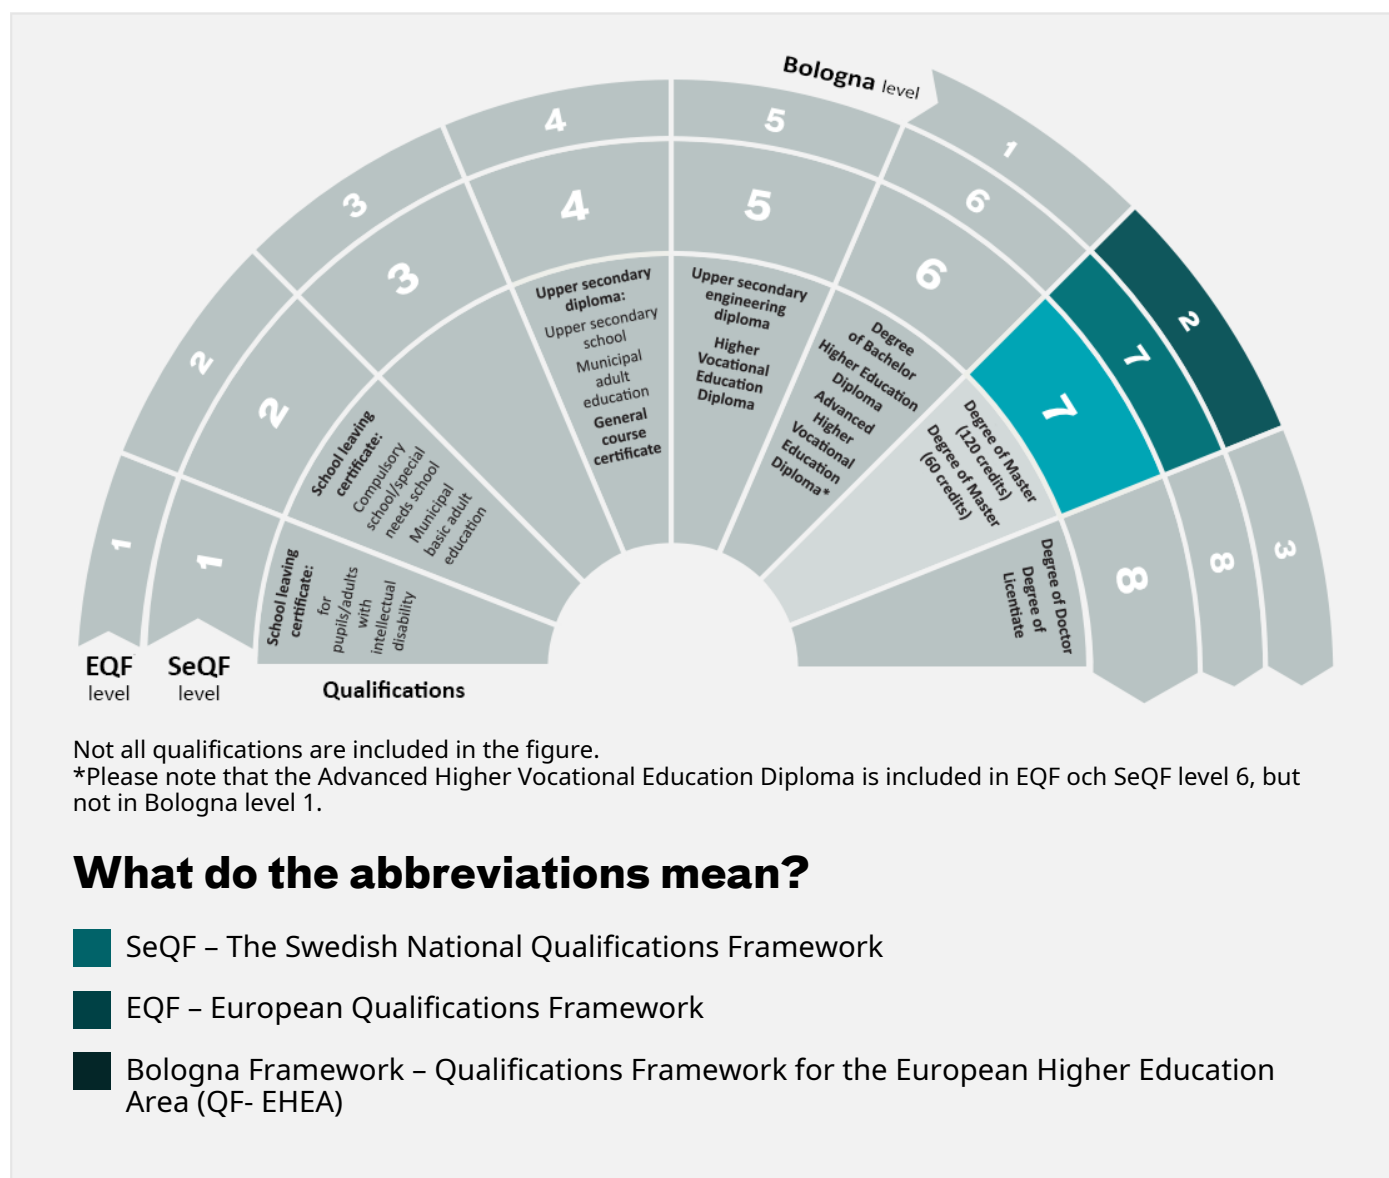 Bologna level
1
2
3
1
2
3
4
5
6
7
8
1
2
3
4
5
6
7
8
School leaving
certificate:
for
pupils/adults
with
intellectual
disability
School leaving
certificate:
Compulsory
school/special
needs school
Municipal
basic adult
education
Upper secondary
diploma:
Upper secondary
school
Municipal
adult
education
General
course
certificate
Upper secondary
engineering
diploma
Higher
Vocational
Education
Diploma
Degree
of Bachelor
Higher Education
Diploma
Advanced
Higher
Vocational
Education
Diploma*
Degree of Master
(120 credits)
Degree of Master
(60 credits)
Degree of Doctor
Degree of
Licentiate
EQF
level
SeQF
level
Qualifications
Not all qualifications are included in the figure.
*Please note that the Advanced Higher Vocational Education Diploma is included in EQF och SeQF level 6, but
not in Bologna level 1.
What do the abbreviations mean?
SeQF – The Swedish National Qualifications Framework
EQF – European Qualifications Framework
Bologna Framework – Qualifications Framework for the European Higher Education
Area (QF- EHEA)